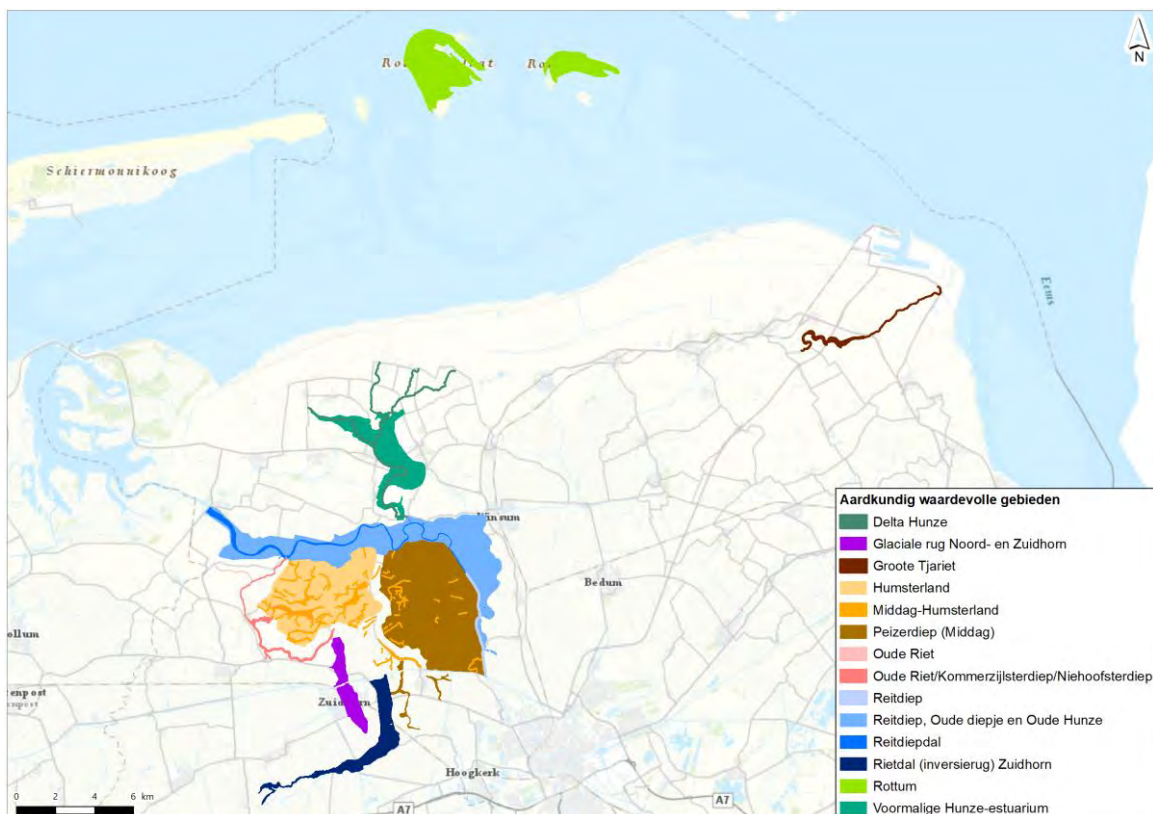 N
Schiermonnikoog
Eems
Bedum
Hoogkerk
A7
A7
0 2 4 6 km
Aardkundig waardevolle gebieden
Delta Hunze
Glaciale rug Noord- en Zuidhorn
Groote Tjariet
Humsterland
Middag-Humsterland
Peizerdiep (Middag)
Oude Riet
Oude Riet/Kommerzijlsterdiep/Niehoofsterdiep
Reitdiep
Reitdiep, Oude diepje en Oude Hunze
Reitdiepdal
Rietdal (inversierug) Zuidhorn
Rottum
Voormalige Hunze-estuarium